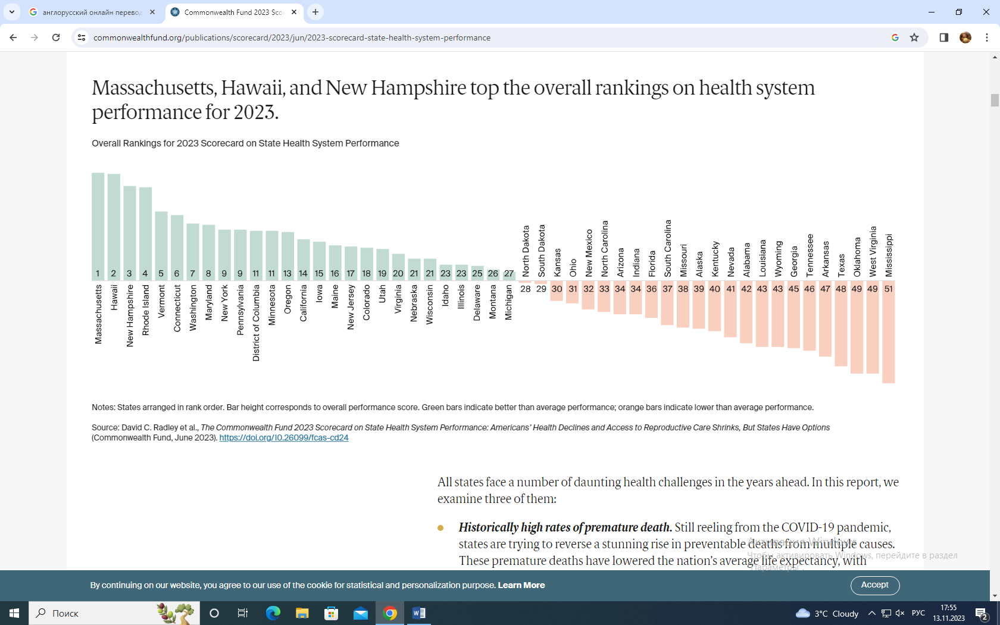 англорусский онлайн перевод
Commonwealth Fund 2023 Sco
commonwealthfund.org/publications/scorecard/2023/jun/2023-scorecard-state-health-system-performance
Massachusetts, Hawaii, and New Hampshire top the overall rankings on health system
performance for 2023.
Overall Rankings for 2023 Scorecard on State Health System Performance
North Dakota
South Dakota
Kansas
Ohio
New Mexico
North Carolina
Arizona
Indiana
Florida
South Carolina
Missouri
Alaska
Kentucky
Nevada
Alabama
Louisiana
Wyoming
Georgia
Tennessee
Arkansas
Texas
Oklahoma
West Virginia
Mississippi
1 2 3 4 5 6 7 8 9 9 11 11 13 14 15 16 17 18 19 20 21 21 23 23 25 26 27
28 29 30 31 32 33 34 34 36 37 38 39 40 41 42 43 43 45 46 47 48 49 49 51
Massachusetts
Hawaii
New Hampshire
Rhode Island
Vermont
Connecticut
Washington
Maryland
New York
Pennsylvania
District of Columbia
Minnesota
Oregon
California
Iowa
Maine
New Jersey
Colorado
Utah
Virginia
Nebraska
Wisconsin
Idaho
Illinois
Delaware
Montana
Michigan
Notes: States arranged in rank order. Bar height corresponds to overall performance score. Green bars indicate better than average performance; orange bars indicate lower than average performance.
Source: David C. Radley et al., The Commonwealth Fund 2023 Scorecard on State Health System Performance: Americans' Health Declines and Access to Reproductive Care Shrinks, But States Have Options
(Commonwealth Fund, June 2023). https://doi.org/10.26099/fcas-cd24
All states face a number of daunting health challenges in the years ahead. In this report, we
examine three of them:
Historically high rates of premature death. Still reeling from the COVID-19 pandemic,
states are trying to reverse a stunning rise in preventable deaths from multiple causes.
These premature deaths have lowered the nation's average life expectancy, with
Активация Windows
Чтобы активировать Windows, перейдите в раздел
"Параметры".
By continuing on our website, you agree to our use of the cookie for statistical and personalization purpose. Learn More
Accept
Поиск
3°C Cloudy
РУС
17:55
13.11.2023
2